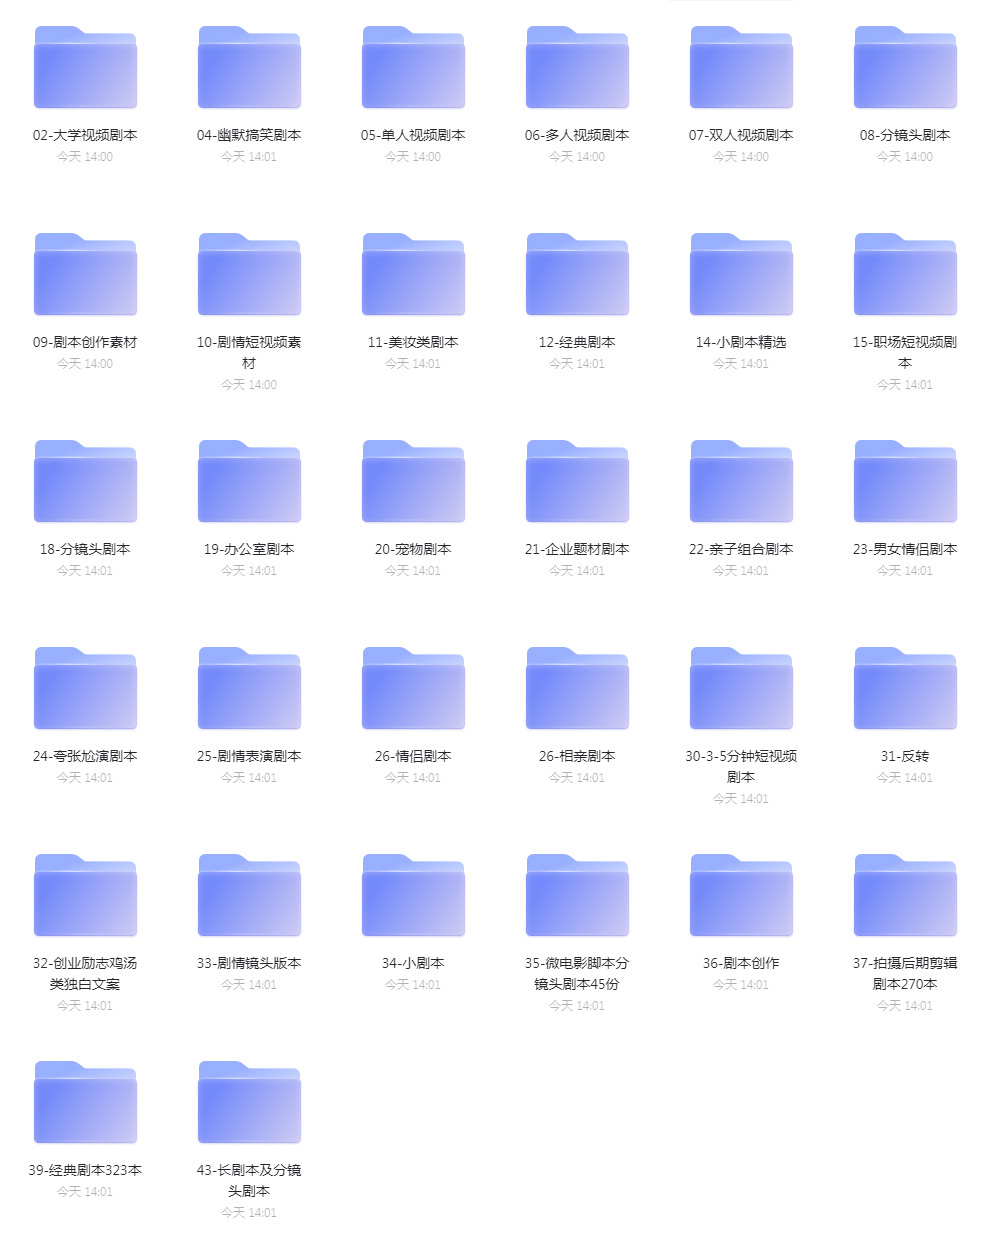 02-大学视频剧本
今天 14:00
04-幽默搞笑剧本
今天 14:01
05-单人视频剧本
今天 14:00
06-多人视频剧本
今天 14:00
07-双人视频剧本
今天 14:00
08-分镜头剧本
今天 14:00
09-剧本创作素材
今天 14:00
10-剧情短视频素
材
今天 14:00
11-美妆类剧本
今天 14:01
12-经典剧本
今天 14:01
14-小剧本精选
今天 14:01
15-职场短视频剧
本
今天 14:01
18-分镜头剧本
今天 14:01
19-办公室剧本
今天 14:01
20-宠物剧本
今天 14:01
21-企业题材剧本
今天 14:01
22-亲子组合剧本
今天 14:01
23-男女情侣剧本
今天 14:01
24-夸张尬演剧本
今天 14:01
25-剧情表演剧本
今天 14:01
26-情侣剧本
今天 14:01
26-相亲剧本
今天 14:01
30-3-5分钟短视频
剧本
今天 14:01
31-反转
今天 14:01
32-创业励志鸡汤
类独白文案
今天 14:01
33-剧情镜头版本
今天 14:01
34-小剧本
今天 14:01
35-微电影脚本分
镜头剧本45份
今天 14:01
36-剧本创作
今天 14:01
37-拍摄后期剪辑
剧本270本
今天 14:01
39-经典剧本323本
今天 14:01
43-长剧本及分镜
头剧本
今天 14:01